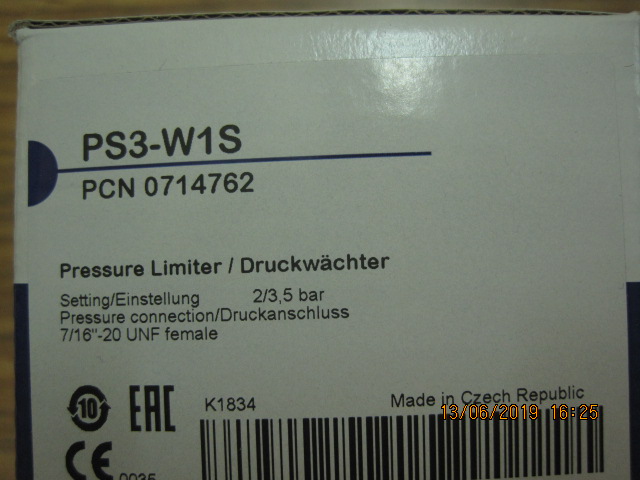 PS3-W1S
PCN 0714762
Pressure Limiter / Druckwächter
Setting/Einstellung 2/3,5 bar
Pressure connection/Druckanschluss
7/16"-20 UNF female
10 EAC K1834 Made in Czech Republic
13/06/2019 16:25
CE 0035